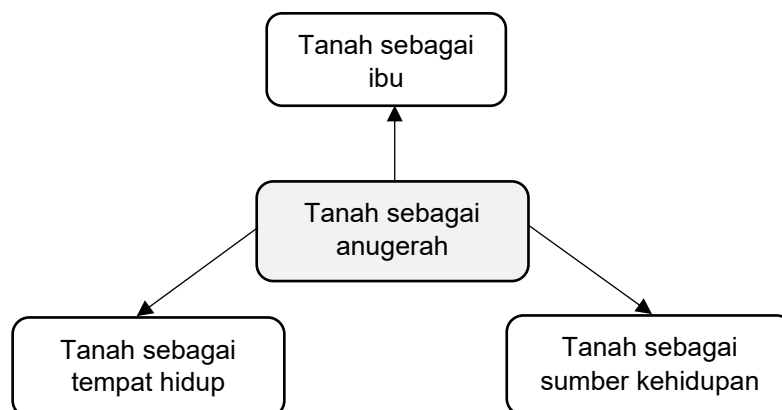 Tanah sebagai
ibu
Tanah sebagai
anugerah
Tanah sebagai
tempat hidup
Tanah sebagai
sumber kehidupan